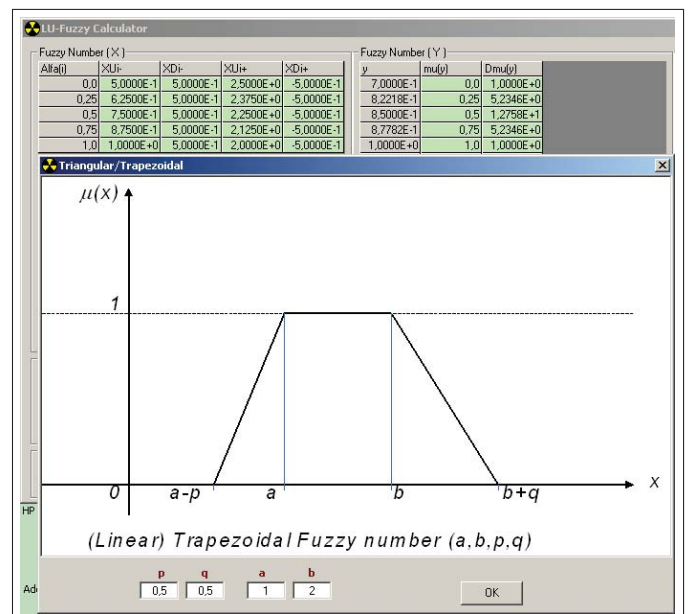 LU-Fuzzy Calculator
Fuzzy Number ( X )
Alfa(i) XUi- XDi- XUi+ XDi+
0,0 5,0000E-1 5,0000E-1 2,5000E+0 -5,0000E-1
0,25 6,2500E-1 5,0000E-1 2,3750E+0 -5,0000E-1
0,5 7,5000E-1 5,0000E-1 2,2500E+0 -5,0000E-1
0,75 8,7500E-1 5,0000E-1 2,1250E+0 -5,0000E-1
1,0 1,0000E+0 5,0000E-1 2,0000E+0 -5,0000E-1
Fuzzy Number ( Y )
y mu(y) Dmu(y)
7,0000E-1 0,0 1,0000E+0
8,2218E-1 0,25 5,2346E+0
8,5000E-1 0,5 1,2758E+1
8,7782E-1 0,75 5,2346E+0
1,0000E+0 1,0 1,0000E+0
Triangular/Trapezoidal
μ(x)
1
0 a-p a b b+q x
(Linear) Trapezoidal Fuzzy number (a,b,p,q)
HP
p q a b
Ad 0,5 0,5 1 2 OK